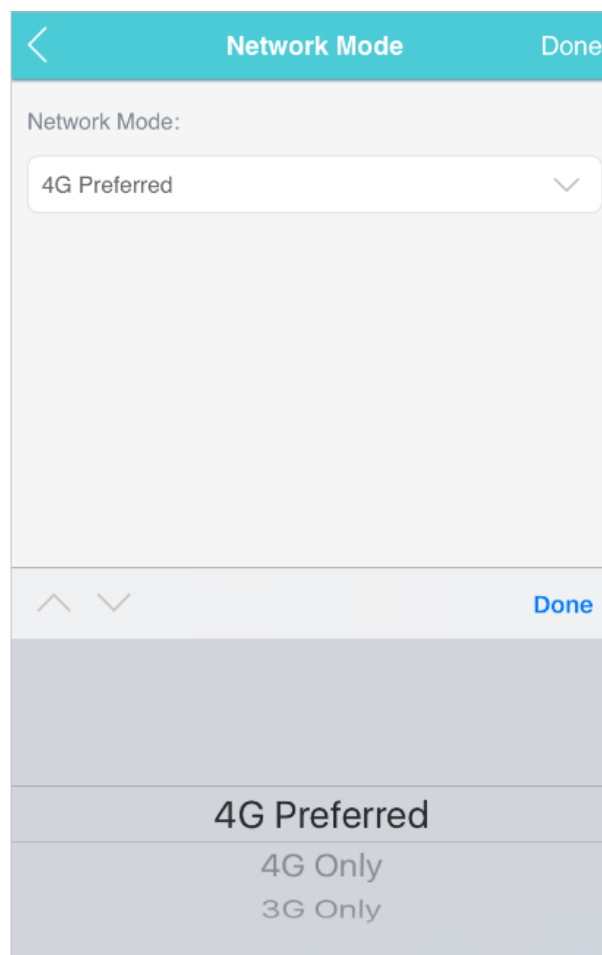 Network Mode Done
Network Mode:
4G Preferred
Done
4G Preferred
4G Only
3G Only